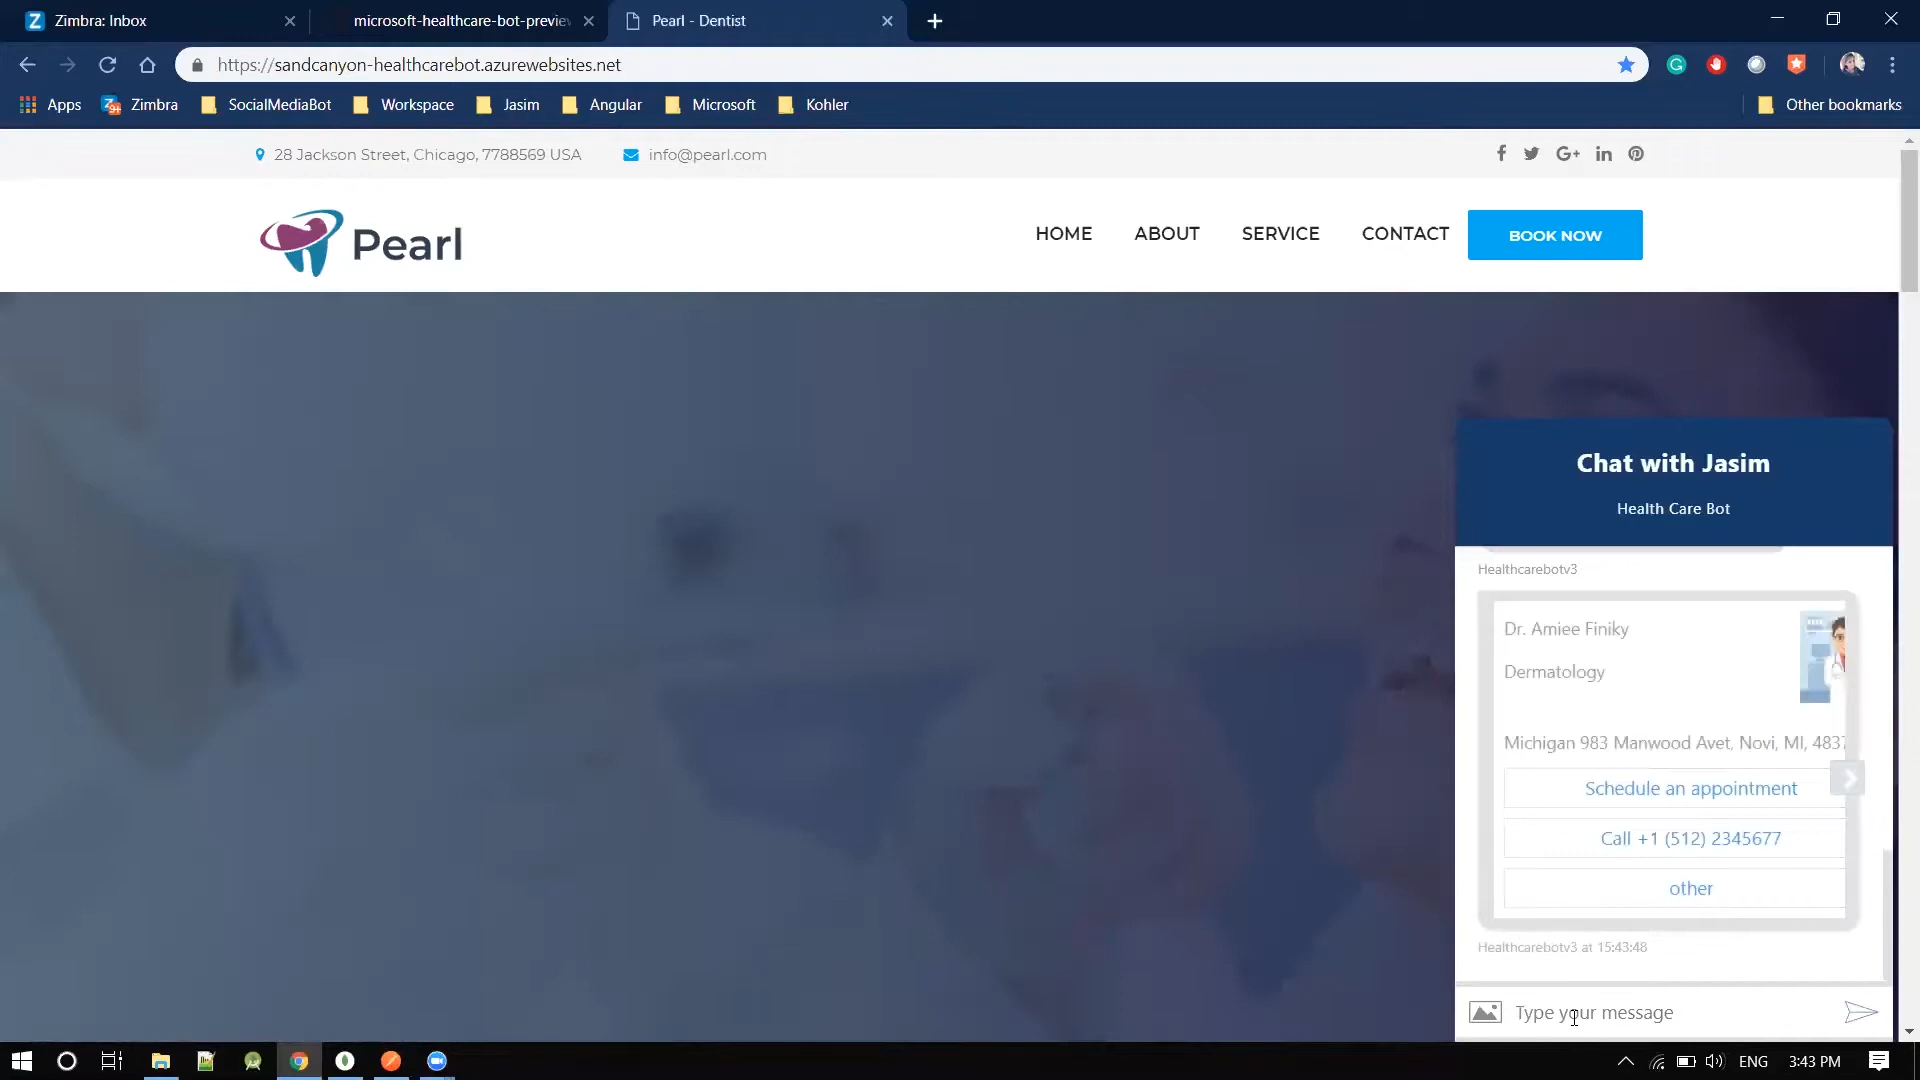 Zimbra: Inbox
microsoft-healthcare-bot-previe
Pearl - Dentist
https://sandcanyon-healthcarebot.azurewebsites.net
Apps
Zimbra
SocialMediaBot
Workspace
Jasim
Angular
Microsoft
Kohler
Other bookmarks
28 Jackson Street, Chicago, 7788569 USA
info@pearl.com
Pearl
HOME
ABOUT
SERVICE
CONTACT
BOOK NOW
Chat with Jasim
Health Care Bot
Healthcarebotv3
Dr. Amiee Finiky
Dermatology
Michigan 983 Manwood Avet, Novi, MI, 4837
Schedule an appointment
Call +1 (512) 2345677
other
Healthcarebotv3 at 15:43:48
Type your message
ENG
3:43 PM